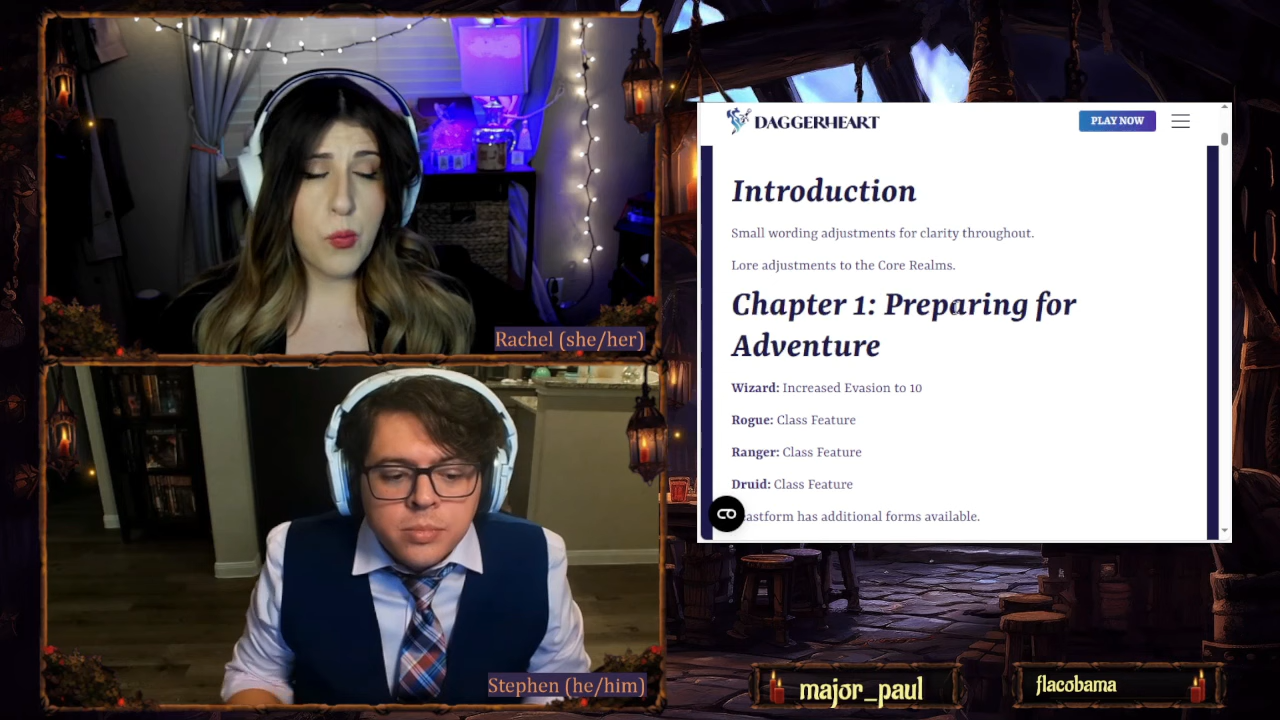 Rachel (she/her)
Stephen (he/him)
DAGGERHEART
PLAY NOW
Introduction
Small wording adjustments for clarity throughout.
Lore adjustments to the Core Realms.
Chapter 1: Preparing for
Adventure
Wizard: Increased Evasion to 10
Rogue: Class Feature
Ranger: Class Feature
Druid: Class Feature
eastform has additional forms available.
major_paul
flacobama